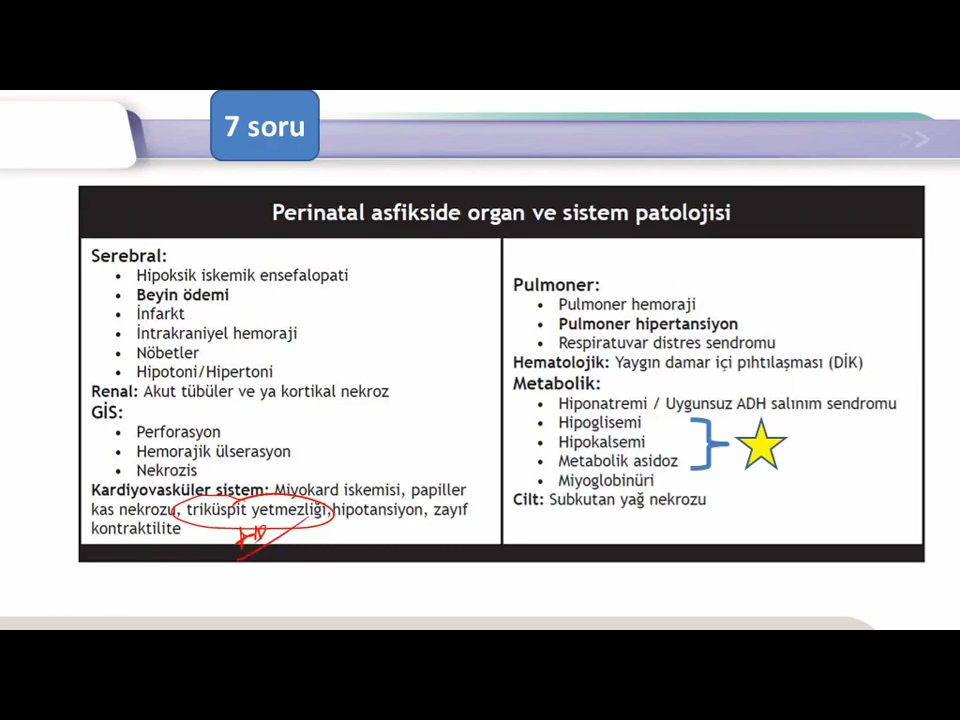 7 soru
Perinatal asfikside organ ve sistem patolojisi
Serebral:
• Hipoksik iskemik ensefalopati
• Beyin ödemi
• İnfarkt
• İntrakraniyel hemoraji
• Nöbetler
• Hipotoni/Hipertoni
Renal: Akut tübüler ve ya kortikal nekroz
GİS:
• Perforasyon
• Hemorajik ülserasyon
• Nekrozis
Kardiyovasküler sistem: Miyokard iskemisi, papiller
kas nekrozu, triküspit yetmezliği,hipotansiyon, zayıf
kontraktilite
Pulmoner:
• Pulmoner hemoraji
• Pulmoner hipertansiyon
• Respiratuvar distres sendromu
Hematolojik: Yaygın damar içi pıhtılaşması (DİK)
Metabolik:
• Hiponatremi / Uygunsuz ADH salınım sendromu
• Hipoglisemi
• Hipokalsemi
• Metabolik asidoz
• Miyoglobinüri
Cilt: Subkutan yağ nekrozu